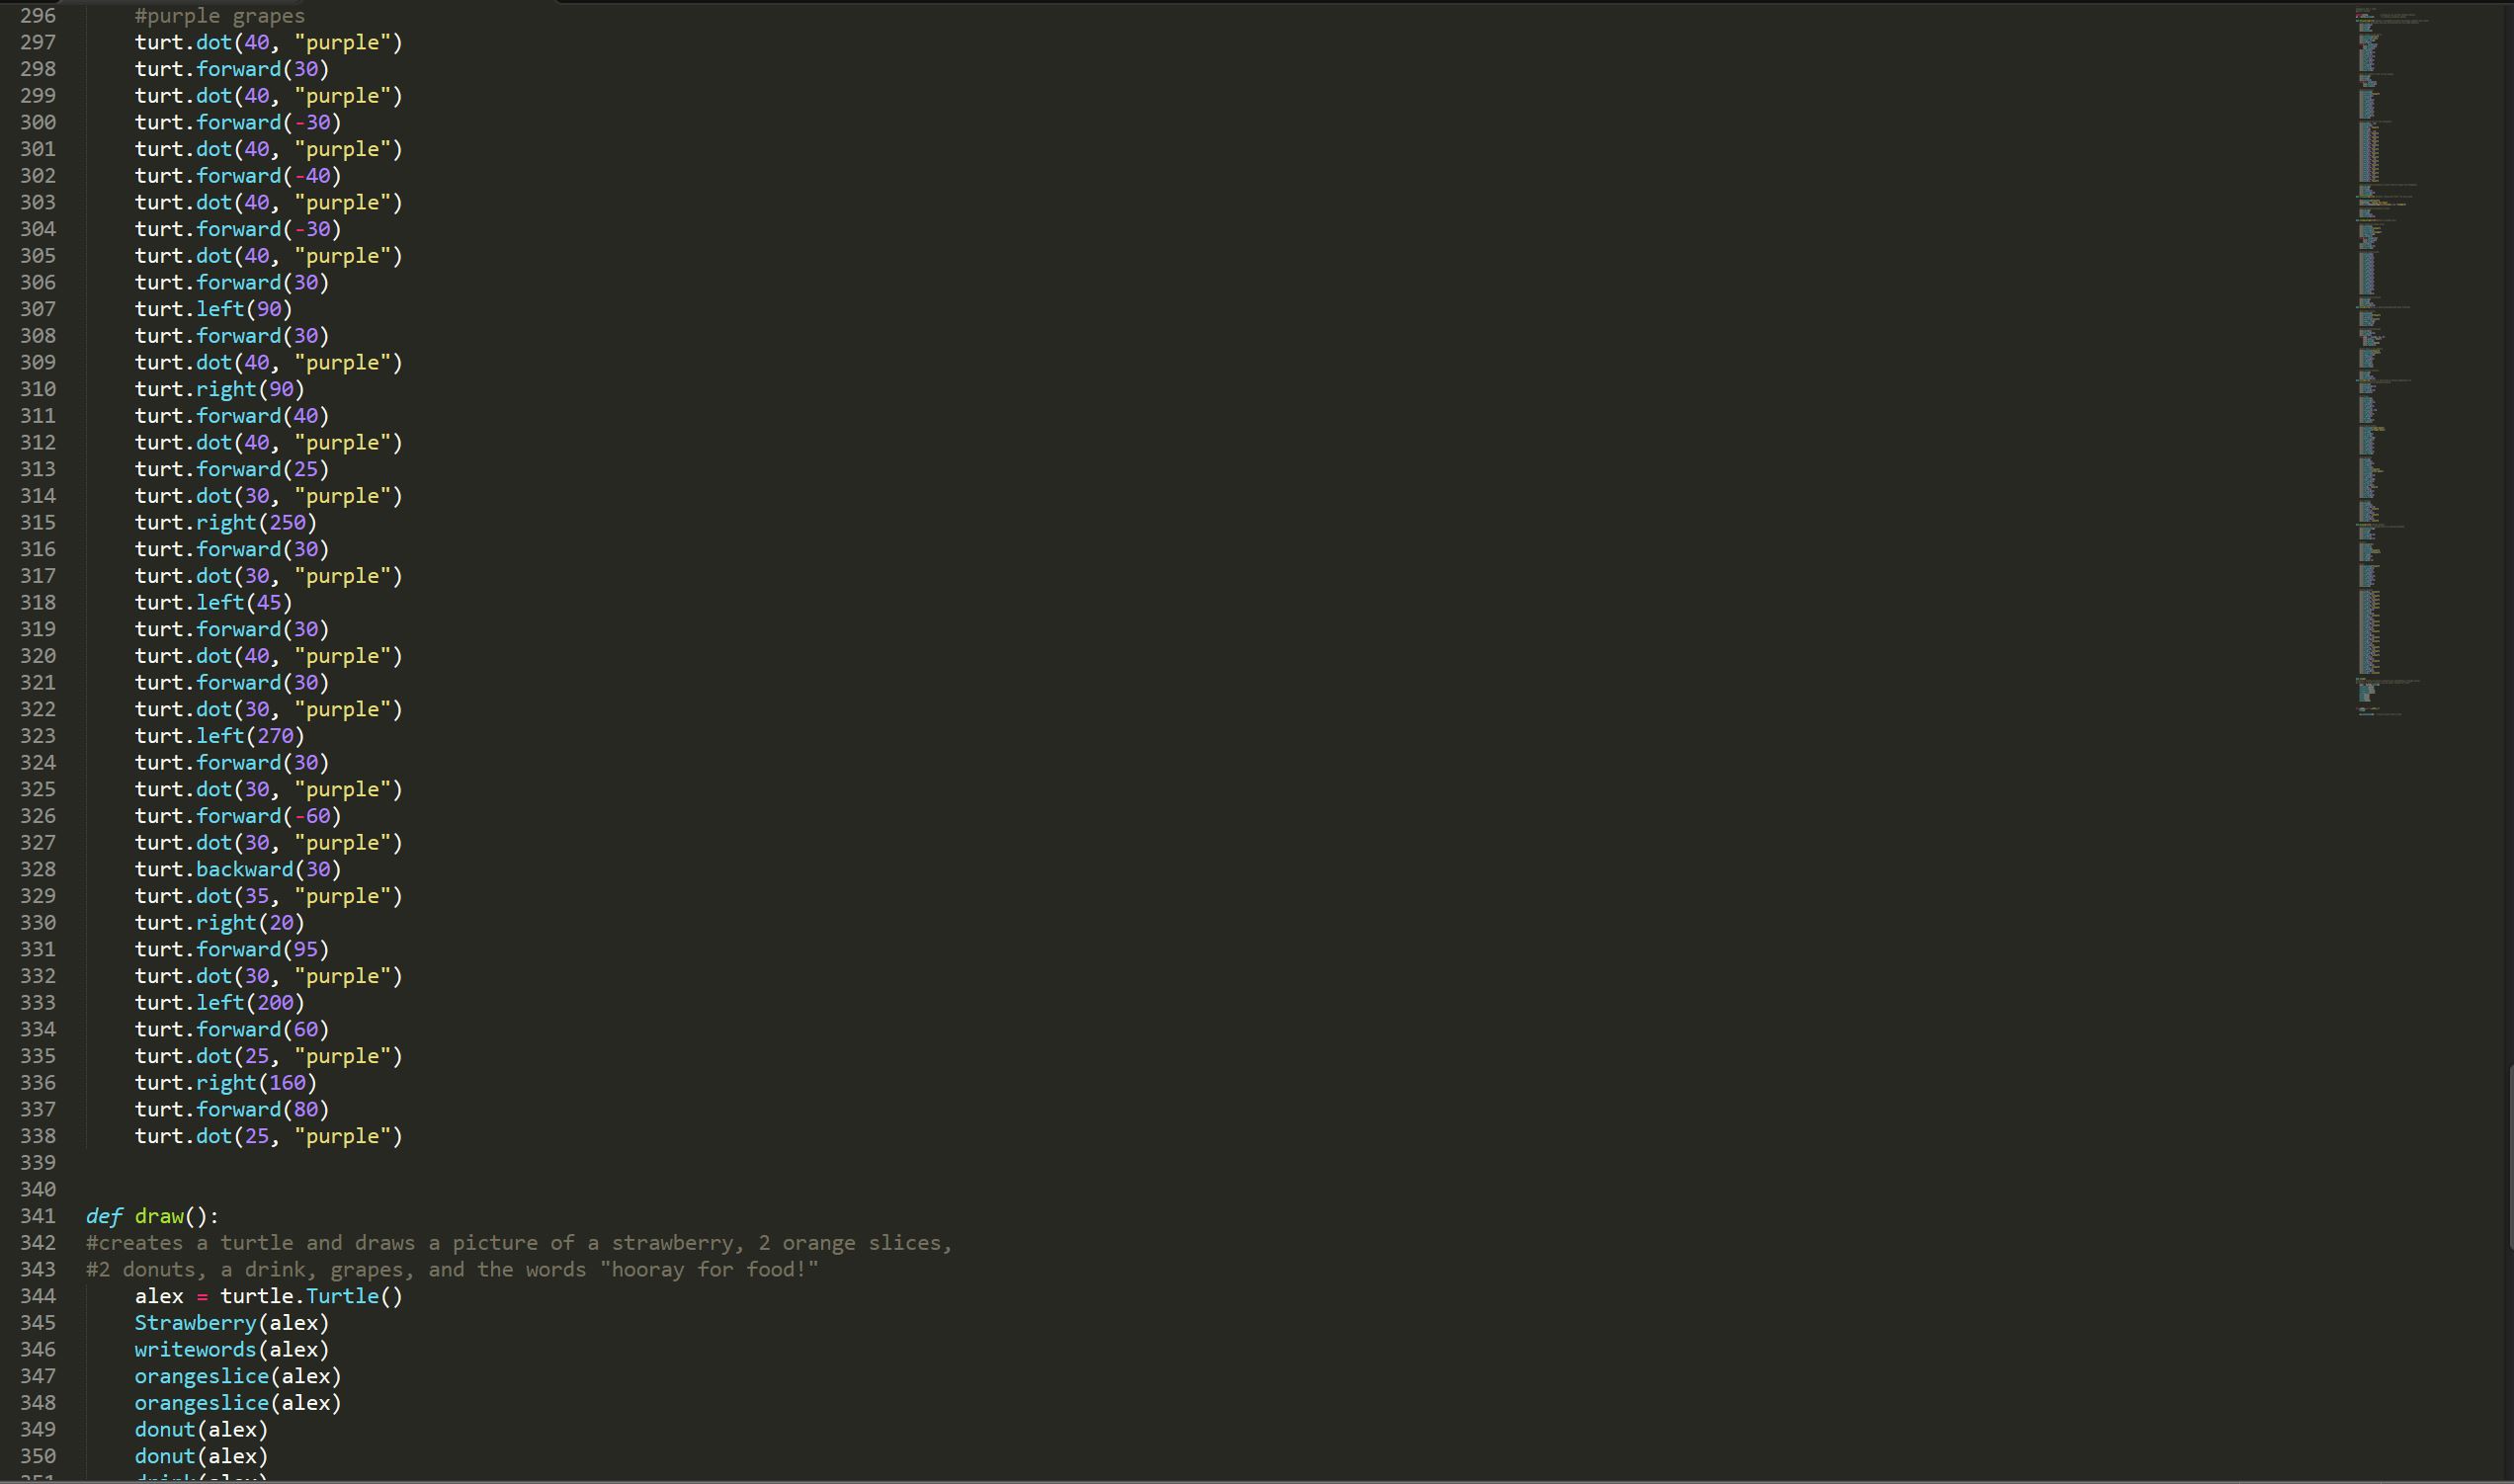 296 #purple grapes
297 turt.dot(40, "purple")
298 turt.forward(30)
299 turt.dot(40, "purple")
300 turt.forward(-30)
301 turt.dot(40, "purple")
302 turt.forward(-40)
303 turt.dot(40, "purple")
304 turt.forward(-30)
305 turt.dot(40, "purple")
306 turt.forward(30)
307 turt.left(90)
308 turt.forward(30)
309 turt.dot(40, "purple")
310 turt.right(90)
311 turt.forward(40)
312 turt.dot(40, "purple")
313 turt.forward(25)
314 turt.dot(30, "purple")
315 turt.right(250)
316 turt.forward(30)
317 turt.dot(30, "purple")
318 turt.left(45)
319 turt.forward(30)
320 turt.dot(40, "purple")
321 turt.forward(30)
322 turt.dot(30, "purple")
323 turt.left(270)
324 turt.forward(30)
325 turt.dot(30, "purple")
326 turt.forward(-60)
327 turt.dot(30, "purple")
328 turt.backward(30)
329 turt.dot(35, "purple")
330 turt.right(20)
331 turt.forward(95)
332 turt.dot(30, "purple")
333 turt.left(200)
334 turt.forward(60)
335 turt.dot(25, "purple")
336 turt.right(160)
337 turt.forward(80)
338 turt.dot(25, "purple")
339
340
341 def draw():
342 #creates a turtle and draws a picture of a strawberry, 2 orange slices,
343 #2 donuts, a drink, grapes, and the words "hooray for food!"
344 alex = turtle.Turtle()
345 Strawberry(alex)
346 writewords(alex)
347 orangeslice(alex)
348 orangeslice(alex)
349 donut(alex)
350 donut(alex)
351 drink(alex)